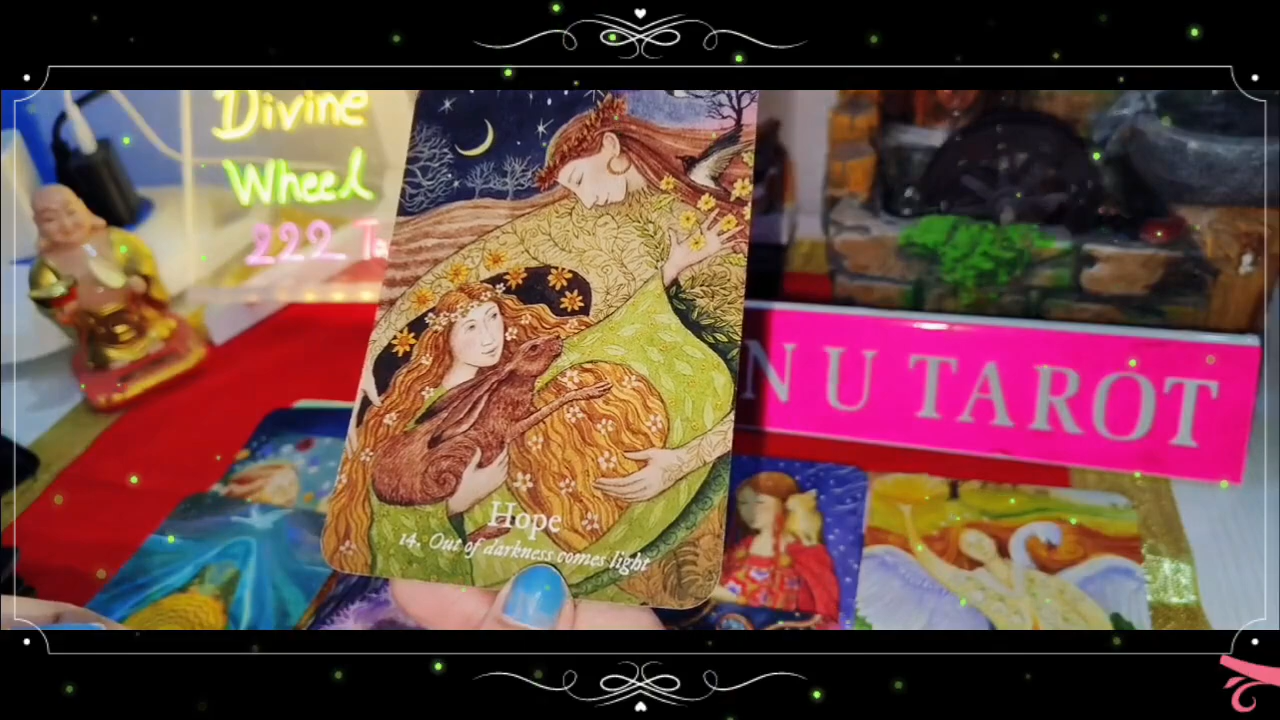 Divine
Wheel
222
N U TAROT
Hope
14. Out of darkness comes light